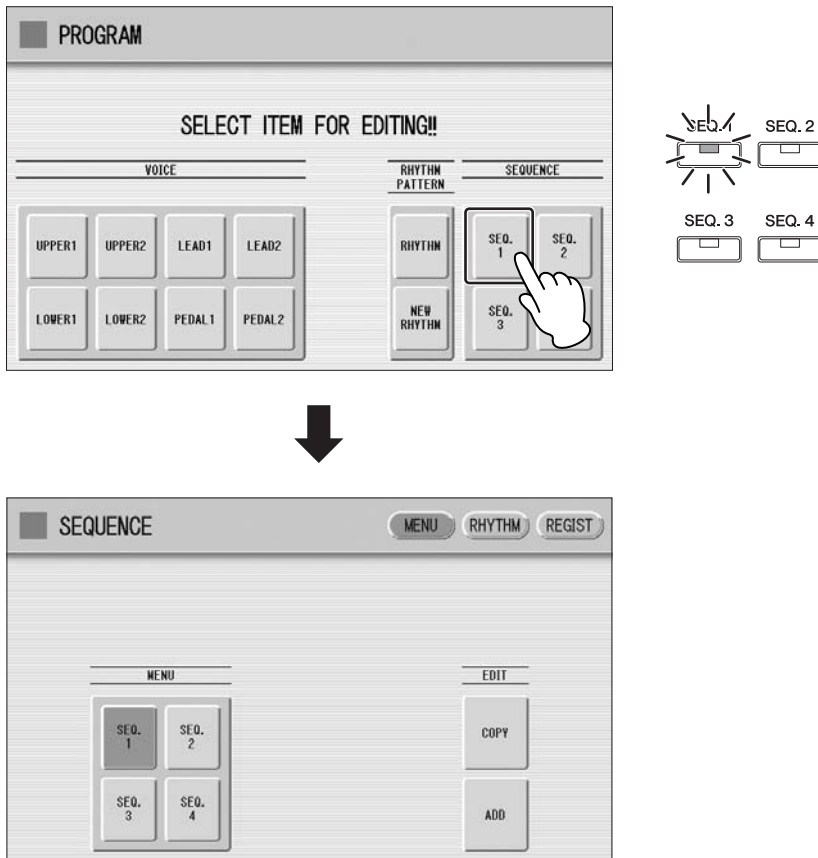 PROGRAM
SELECT ITEM FOR EDITING!!
VOICE
RHYTHM
PATTERN
SEQUENCE
UPPER1 UPPER2 LEAD1 LEAD2
LOWER1 LOWER2 PEDAL1 PEDAL2
RHYTHM
NEW
RHYTHM
SEQ.
1
SEQ.
2
SEQ.
3
SEQ. 1 SEQ. 2
SEQ. 3 SEQ. 4
SEQUENCE
MENU RHYTHM REGIST
MENU
SEQ.
1
SEQ.
2
SEQ.
3
SEQ.
4
EDIT
COPY
ADD